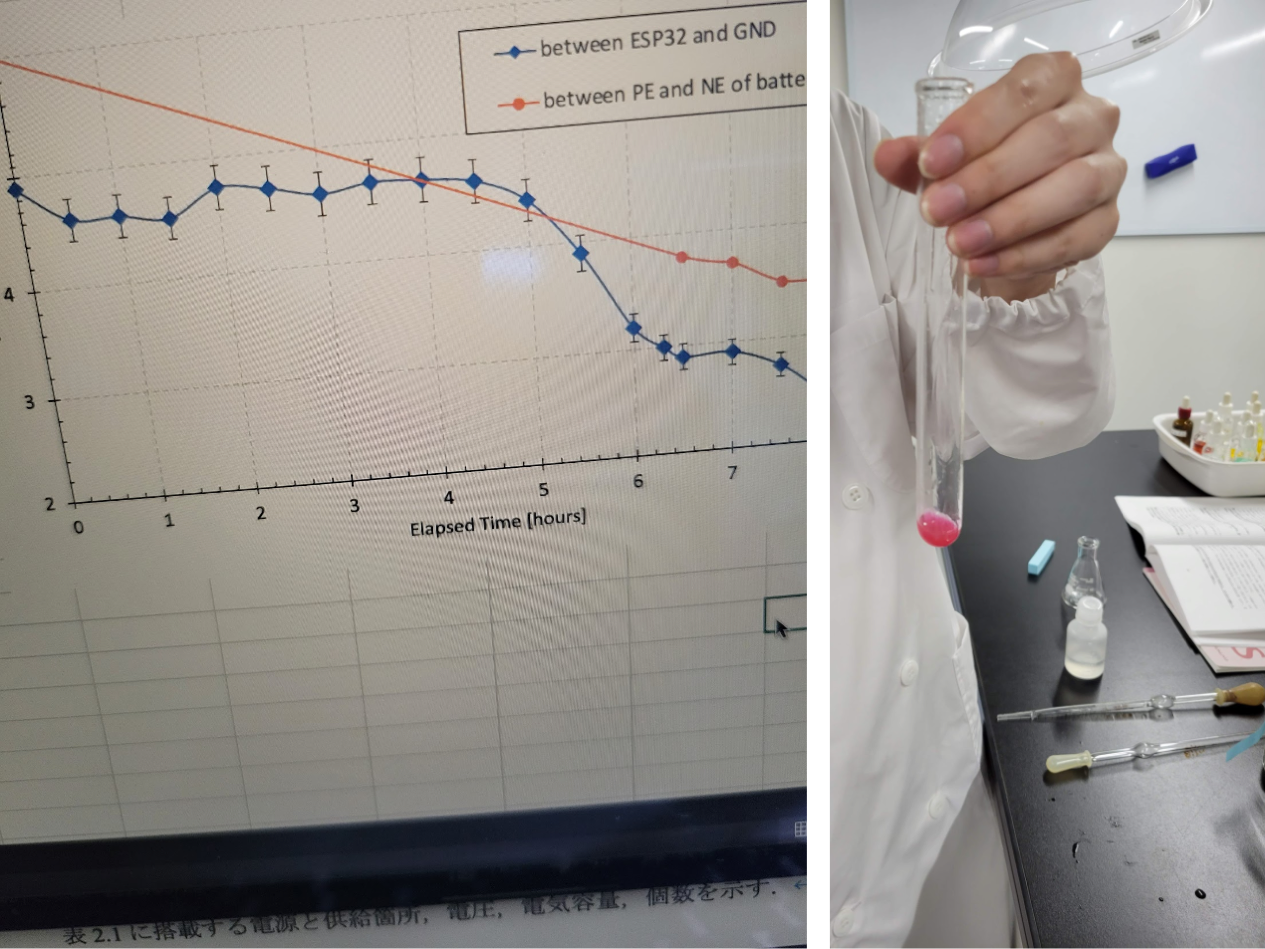 between ESP32 and GND
between PE and NE of batte
4
3
2
0
1
2
3
4
5
6
7
Elapsed Time [hours]
表 2.1 に搭載する電源と供給箇所，電圧，電気容量，個数を示す．←